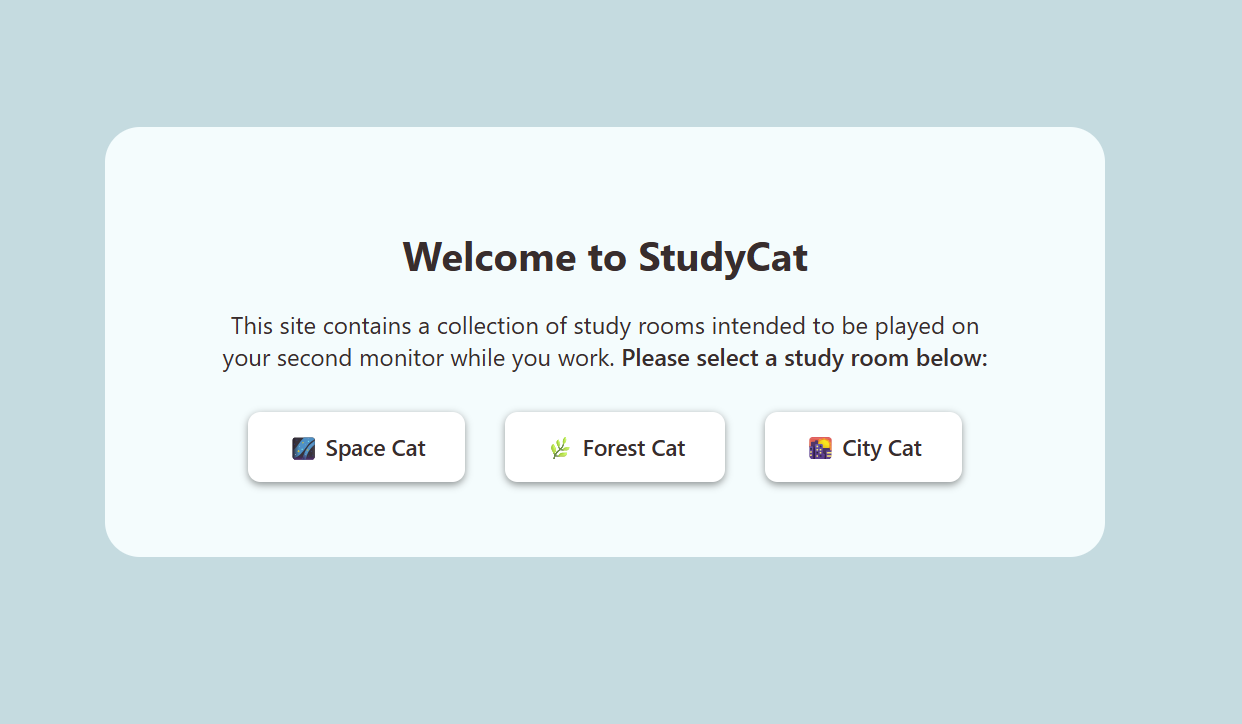 Welcome to StudyCat
This site contains a collection of study rooms intended to be played on
your second monitor while you work. Please select a study room below:
Space Cat
Forest Cat
City Cat